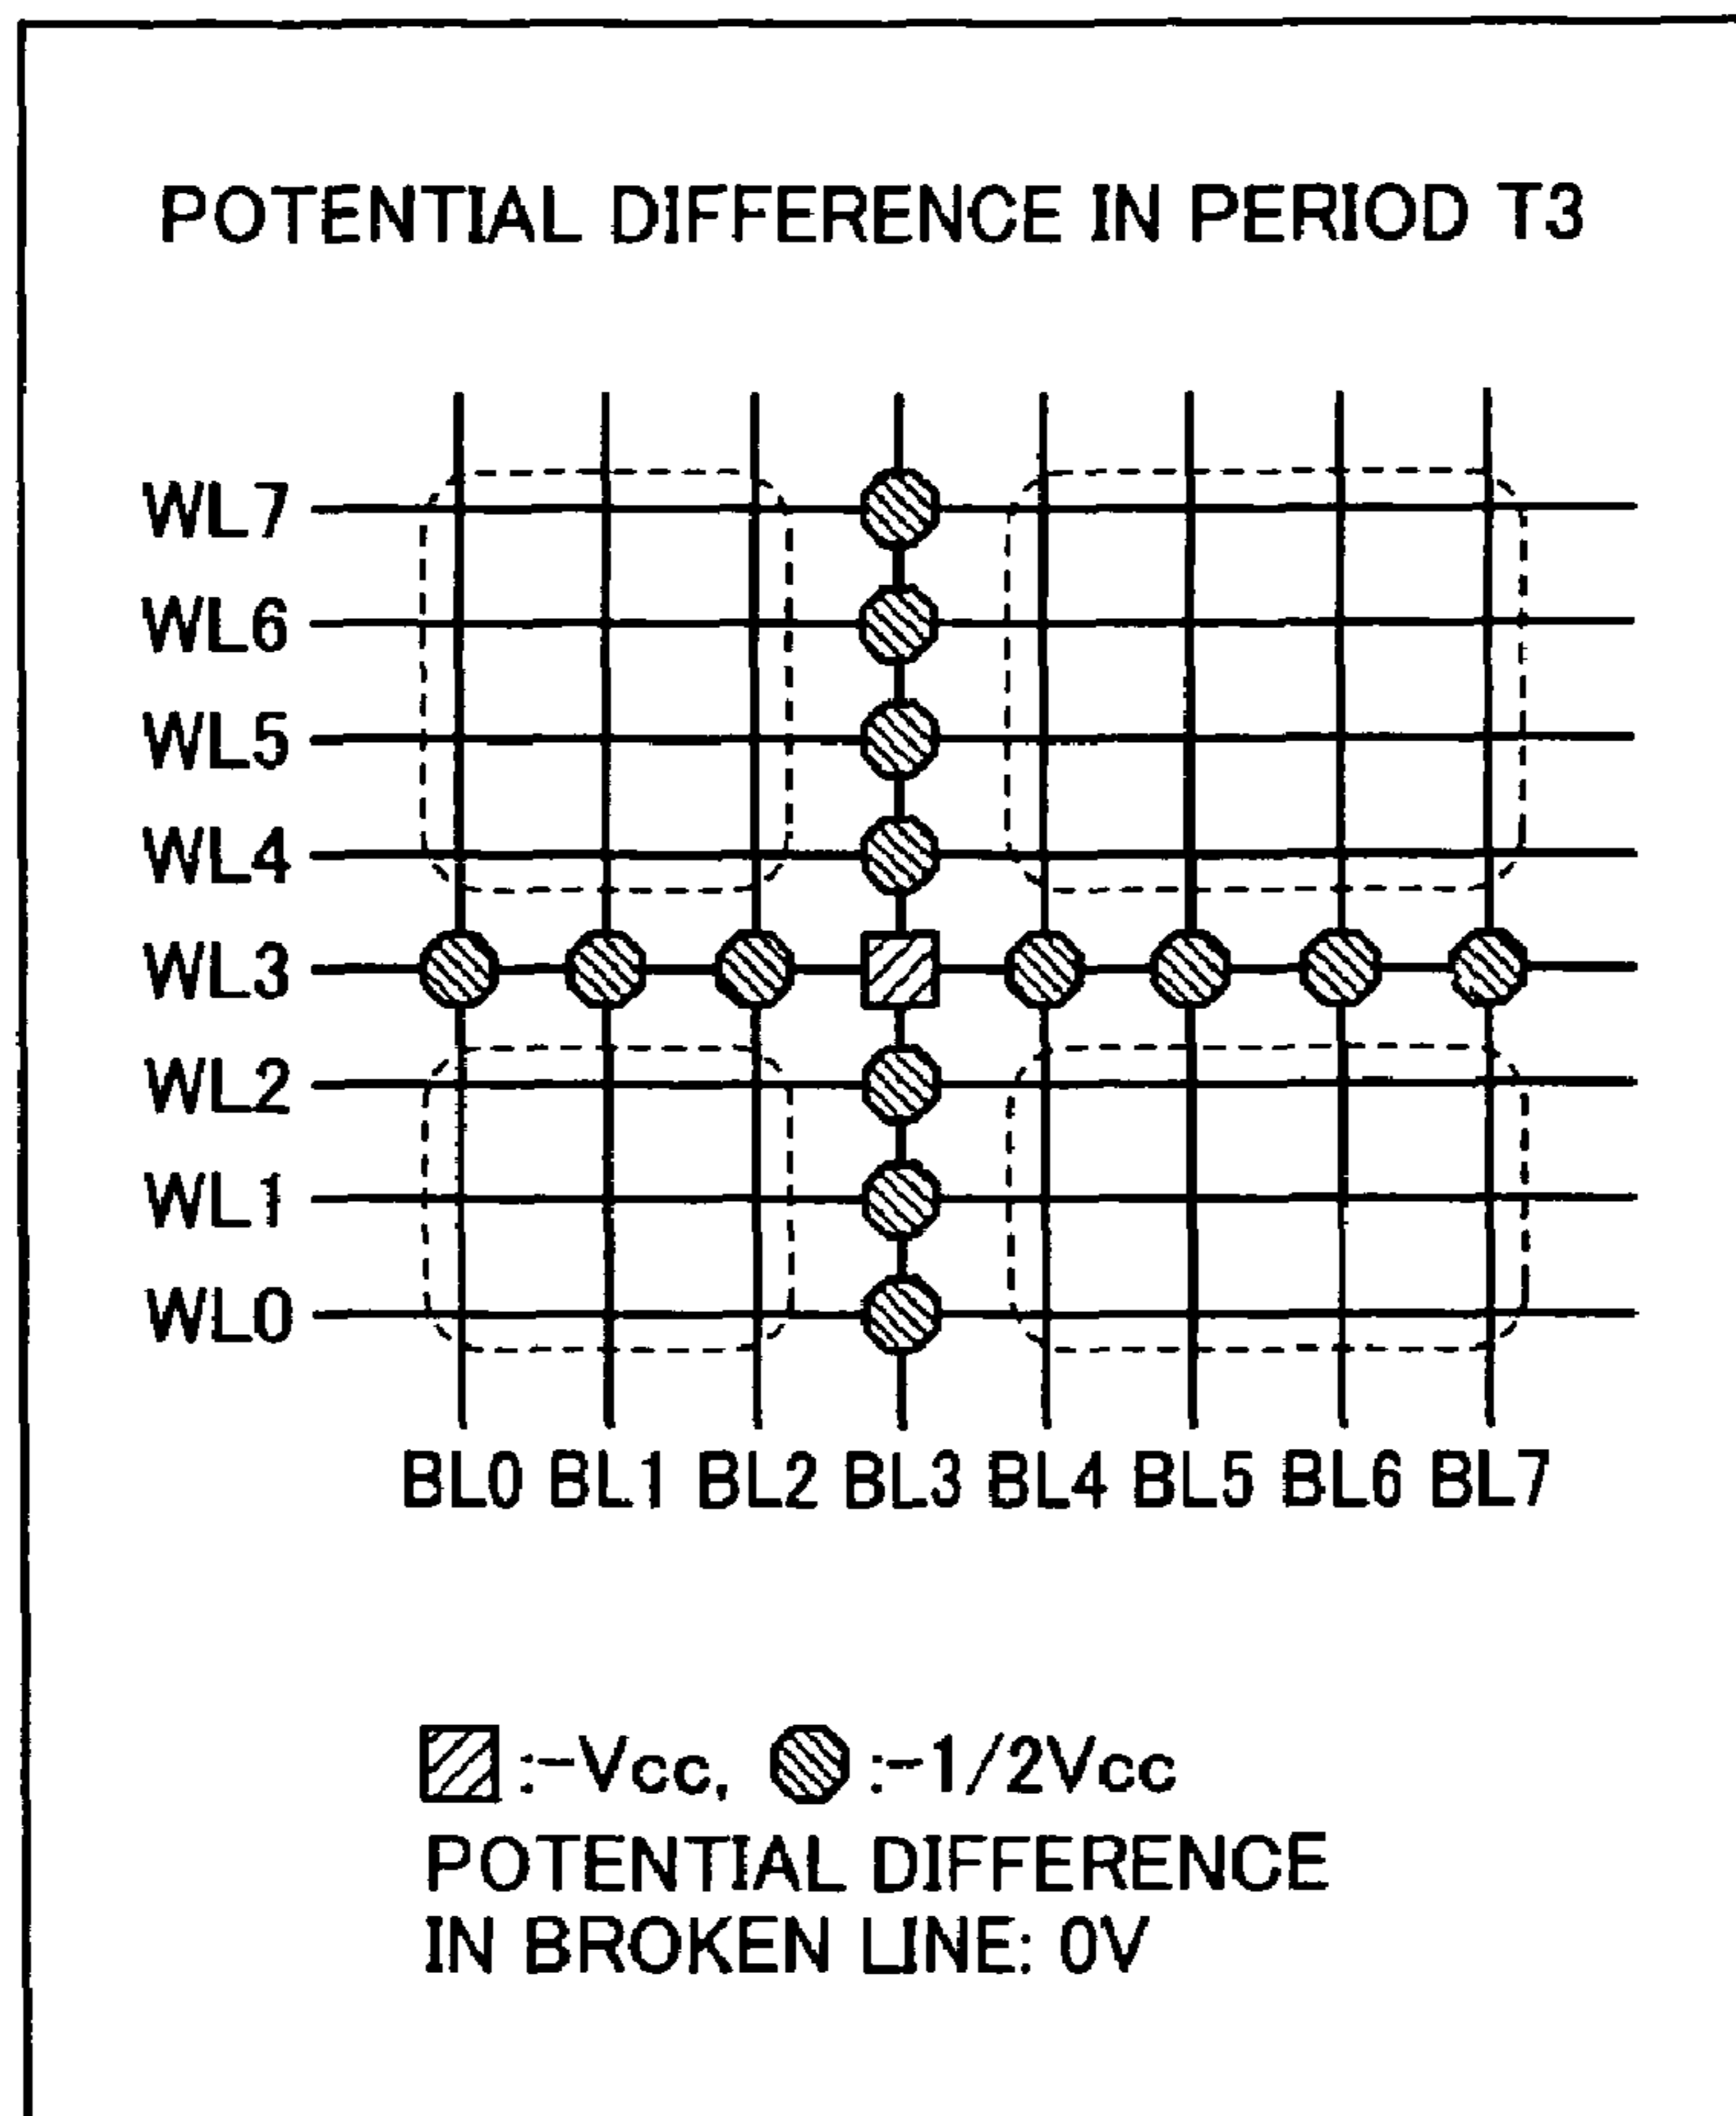 POTENTIAL DIFFERENCE IN PERIOD T3
WL7
WL6
WL5
WL4
WL3
WL2
WL1
WL0
BL0 BL1 BL2 BL3 BL4 BL5 BL6 BL7
:-Vcc, :-1/2Vcc
POTENTIAL DIFFERENCE
IN BROKEN LINE: 0V